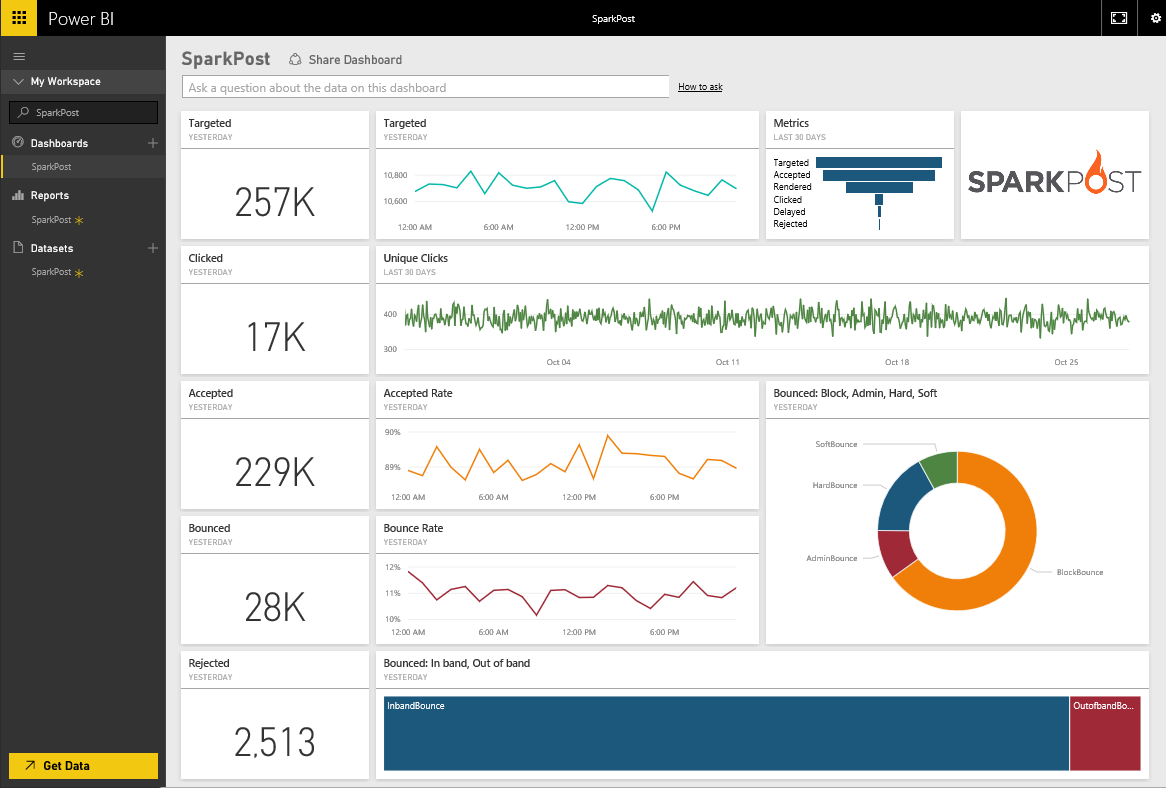 Power BI
SparkPost
My Workspace
SparkPost
Dashboards
SparkPost
Reports
SparkPost
Datasets
SparkPost
Get Data
SparkPost
Share Dashboard
Ask a question about the data on this dashboard
How to ask
Targeted
YESTERDAY
257K
Targeted
YESTERDAY
10,800
10,600
12:00 AM
6:00 AM
12:00 PM
6:00 PM
Metrics
LAST 30 DAYS
Targeted
Accepted
Rendered
Clicked
Delayed
Rejected
SPARKPOST
Clicked
YESTERDAY
17K
Unique Clicks
LAST 30 DAYS
400
300
Oct 04
Oct 11
Oct 18
Oct 25
Accepted
YESTERDAY
229K
Accepted Rate
YESTERDAY
90%
89%
12:00 AM
6:00 AM
12:00 PM
6:00 PM
Bounced: Block, Admin, Hard, Soft
YESTERDAY
SoftBounce
HardBounce
AdminBounce
BlockBounce
Bounced
YESTERDAY
28K
Bounce Rate
YESTERDAY
12%
11%
10%
12:00 AM
6:00 AM
12:00 PM
6:00 PM
Rejected
YESTERDAY
2,513
Bounced: In band, Out of band
YESTERDAY
InbandBounce
OutofbandBo...